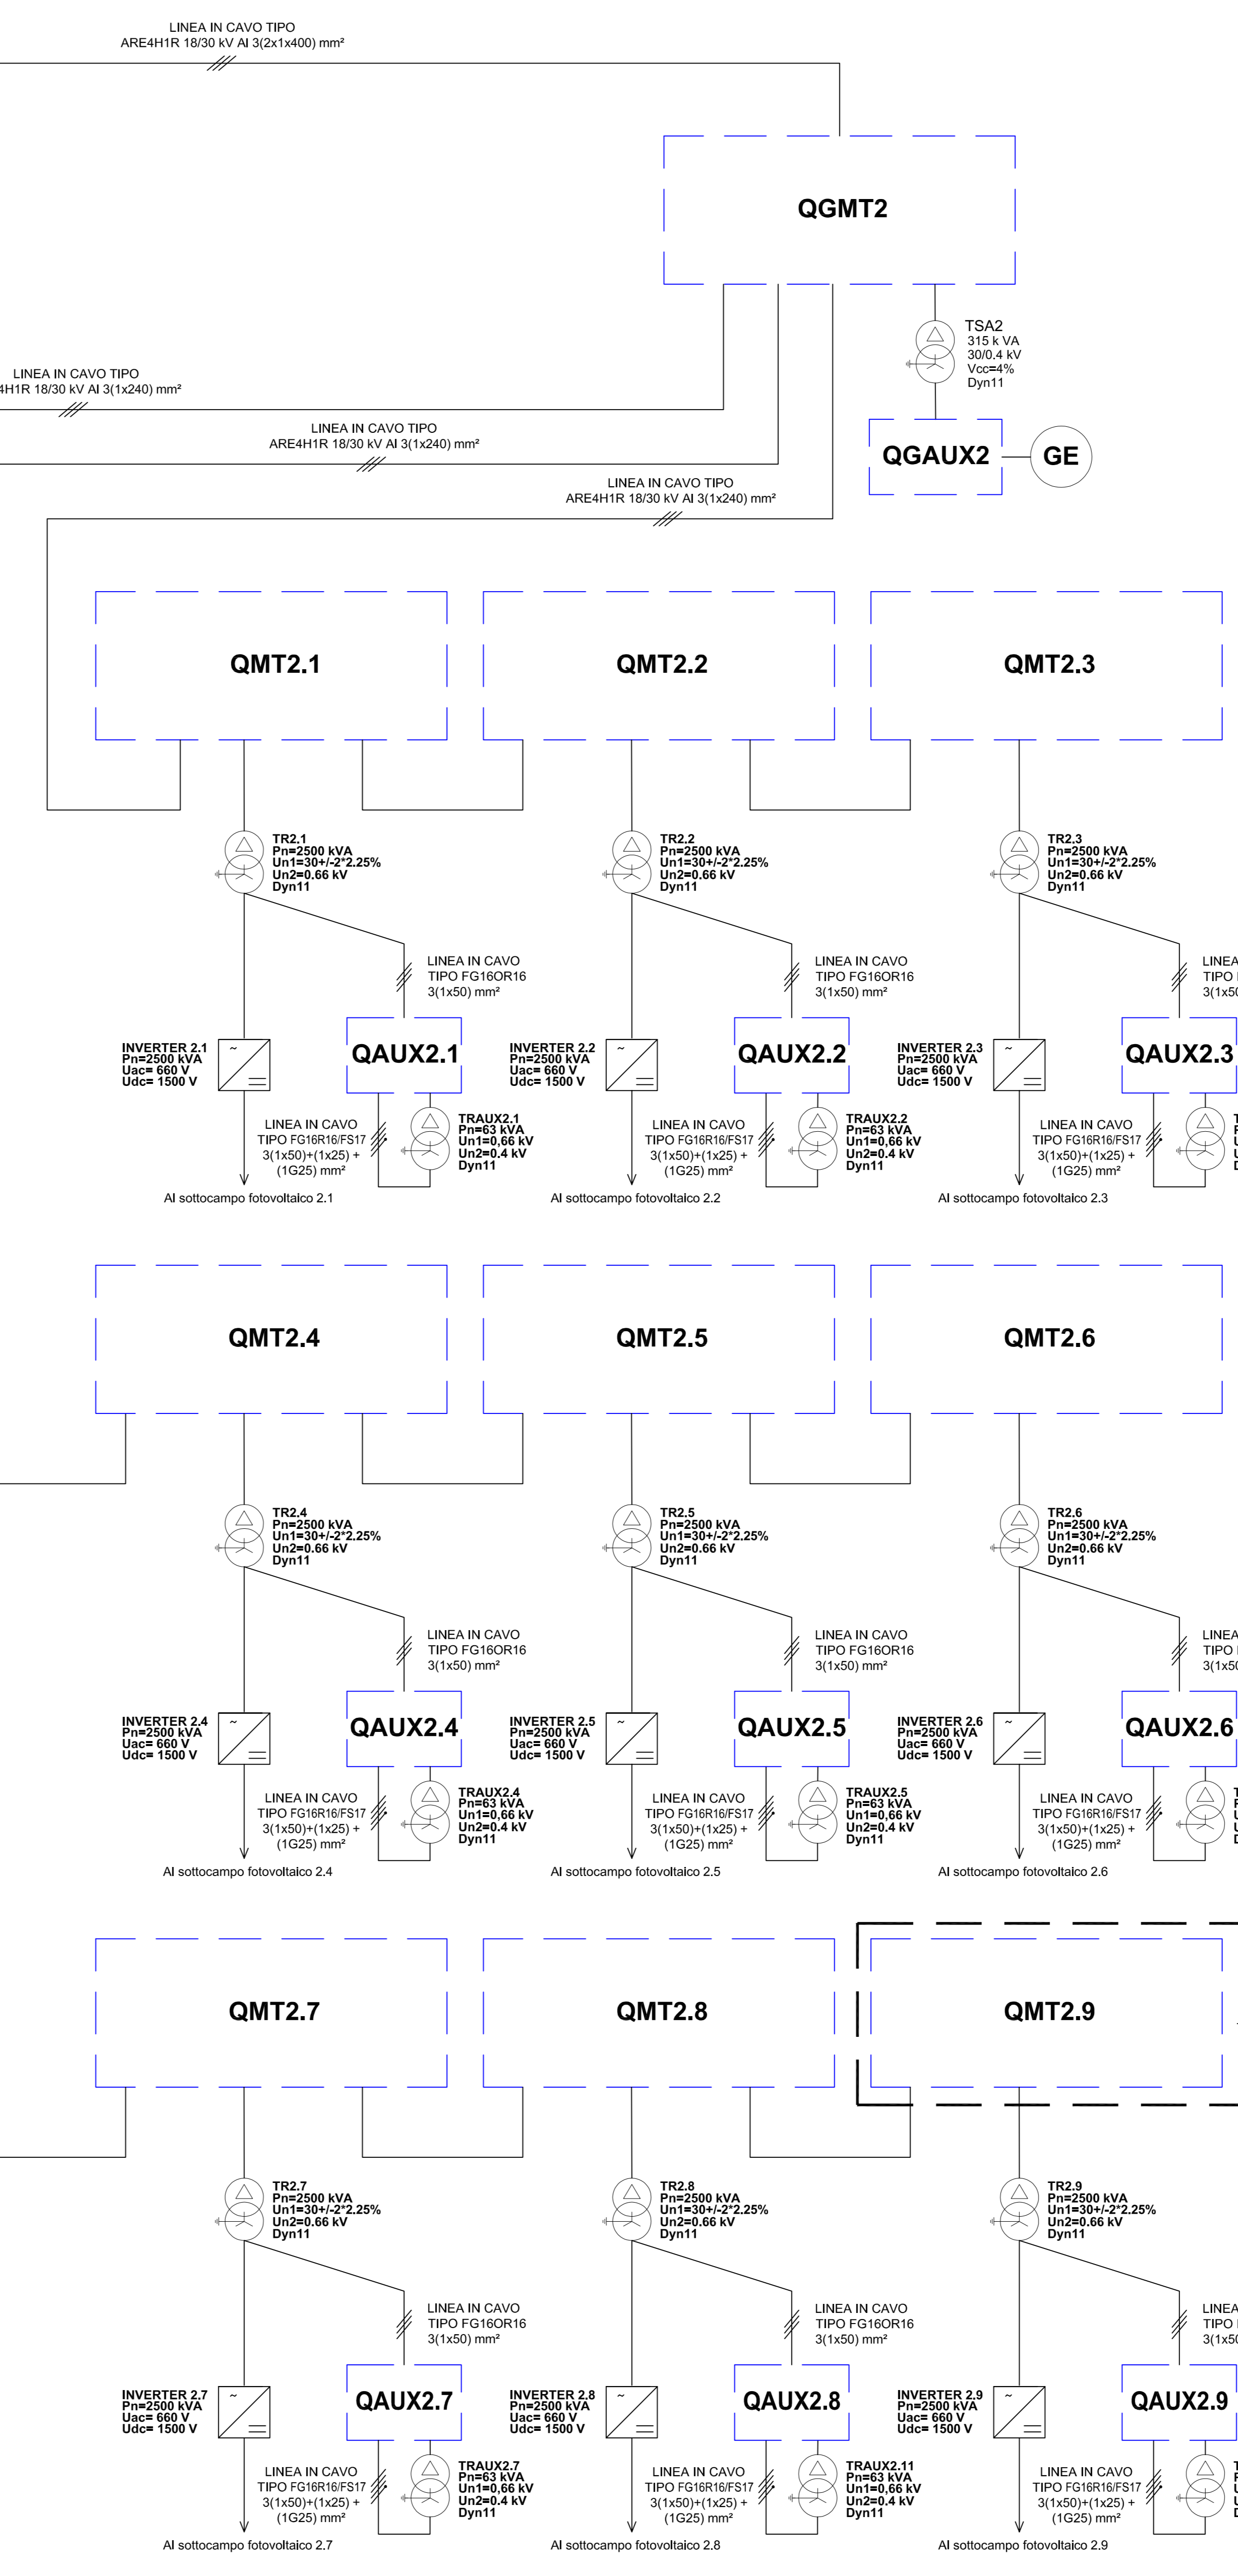 LINEA IN CAVO TIPO
ARE4H1R 18/30 kV Al 3(2x1x400) mm²
QGMT2
TSA2
315 k VA
30/0.4 kV
Vcc=4%
Dyn11
LINEA IN CAVO TIPO
4H1R 18/30 kV Al 3(1x240) mm²
LINEA IN CAVO TIPO
ARE4H1R 18/30 kV Al 3(1x240) mm²
QGAUX2
GE
LINEA IN CAVO TIPO
ARE4H1R 18/30 kV Al 3(1x240) mm²
QMT2.1
QMT2.2
QMT2.3
TR2.1
Pn=2500 kVA
Un1=30+/-2*2.25%
Un2=0.66 kV
Dyn11
TR2.2
Pn=2500 kVA
Un1=30+/-2*2.25%
Un2=0.66 kV
Dyn11
TR2.3
Pn=2500 kVA
Un1=30+/-2*2.25%
Un2=0.66 kV
Dyn11
LINEA IN CAVO
TIPO FG16OR16
3(1x50) mm²
LINEA IN CAVO
TIPO FG16OR16
3(1x50) mm²
LINEA
TIPO
3(1x50
INVERTER 2.1
Pn=2500 kVA
Uac= 660 V
Udc= 1500 V
QAUX2.1
INVERTER 2.2
Pn=2500 kVA
Uac= 660 V
Udc= 1500 V
QAUX2.2
INVERTER 2.3
Pn=2500 kVA
Uac= 660 V
Udc= 1500 V
QAUX2.3
LINEA IN CAVO
TIPO FG16R16/FS17
3(1x50)+(1x25) +
(1G25) mm²
TRAUX2.1
Pn=63 kVA
Un1=0,66 kV
Un2=0.4 kV
Dyn11
LINEA IN CAVO
TIPO FG16R16/FS17
3(1x50)+(1x25) +
(1G25) mm²
TRAUX2.2
Pn=63 kVA
Un1=0,66 kV
Un2=0.4 kV
Dyn11
LINEA IN CAVO
TIPO FG16R16/FS17
3(1x50)+(1x25) +
(1G25) mm²
Al sottocampo fotovoltaico 2.1
Al sottocampo fotovoltaico 2.2
Al sottocampo fotovoltaico 2.3
QMT2.4
QMT2.5
QMT2.6
TR2.4
Pn=2500 kVA
Un1=30+/-2*2.25%
Un2=0.66 kV
Dyn11
TR2.5
Pn=2500 kVA
Un1=30+/-2*2.25%
Un2=0.66 kV
Dyn11
TR2.6
Pn=2500 kVA
Un1=30+/-2*2.25%
Un2=0.66 kV
Dyn11
LINEA IN CAVO
TIPO FG16OR16
3(1x50) mm²
LINEA IN CAVO
TIPO FG16OR16
3(1x50) mm²
LINEA
TIPO
3(1x50
INVERTER 2.4
Pn=2500 kVA
Uac= 660 V
Udc= 1500 V
QAUX2.4
INVERTER 2.5
Pn=2500 kVA
Uac= 660 V
Udc= 1500 V
QAUX2.5
INVERTER 2.6
Pn=2500 kVA
Uac= 660 V
Udc= 1500 V
QAUX2.6
LINEA IN CAVO
TIPO FG16R16/FS17
3(1x50)+(1x25) +
(1G25) mm²
TRAUX2.4
Pn=63 kVA
Un1=0,66 kV
Un2=0.4 kV
Dyn11
LINEA IN CAVO
TIPO FG16R16/FS17
3(1x50)+(1x25) +
(1G25) mm²
TRAUX2.5
Pn=63 kVA
Un1=0,66 kV
Un2=0.4 kV
Dyn11
LINEA IN CAVO
TIPO FG16R16/FS17
3(1x50)+(1x25) +
(1G25) mm²
Al sottocampo fotovoltaico 2.4
Al sottocampo fotovoltaico 2.5
Al sottocampo fotovoltaico 2.6
QMT2.7
QMT2.8
QMT2.9
TR2.7
Pn=2500 kVA
Un1=30+/-2*2.25%
Un2=0.66 kV
Dyn11
TR2.8
Pn=2500 kVA
Un1=30+/-2*2.25%
Un2=0.66 kV
Dyn11
TR2.9
Pn=2500 kVA
Un1=30+/-2*2.25%
Un2=0.66 kV
Dyn11
LINEA IN CAVO
TIPO FG16OR16
3(1x50) mm²
LINEA IN CAVO
TIPO FG16OR16
3(1x50) mm²
LINEA
TIPO
3(1x50
INVERTER 2.7
Pn=2500 kVA
Uac= 660 V
Udc= 1500 V
QAUX2.7
INVERTER 2.8
Pn=2500 kVA
Uac= 660 V
Udc= 1500 V
QAUX2.8
INVERTER 2.9
Pn=2500 kVA
Uac= 660 V
Udc= 1500 V
QAUX2.9
LINEA IN CAVO
TIPO FG16R16/FS17
3(1x50)+(1x25) +
(1G25) mm²
TRAUX2.7
Pn=63 kVA
Un1=0,66 kV
Un2=0.4 kV
Dyn11
LINEA IN CAVO
TIPO FG16R16/FS17
3(1x50)+(1x25) +
(1G25) mm²
TRAUX2.11
Pn=63 kVA
Un1=0,66 kV
Un2=0.4 kV
Dyn11
LINEA IN CAVO
TIPO FG16R16/FS17
3(1x50)+(1x25) +
(1G25) mm²
Al sottocampo fotovoltaico 2.7
Al sottocampo fotovoltaico 2.8
Al sottocampo fotovoltaico 2.9